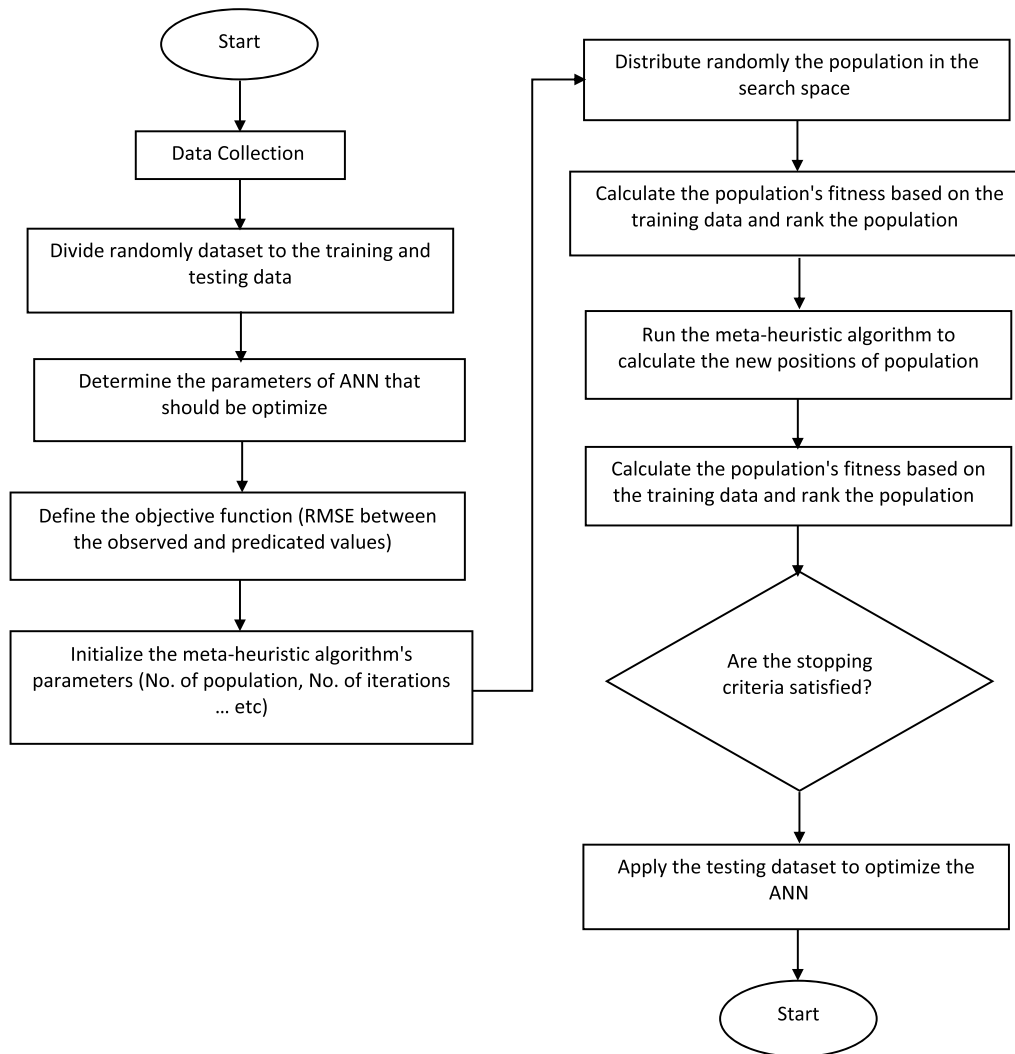 Start
Data Collection
Divide randomly dataset to the training and
testing data
Determine the parameters of ANN that
should be optimize
Define the objective function (RMSE between
the observed and predicated values)
Initialize the meta-heuristic algorithm's
parameters (No. of population, No. of iterations
... etc)
Distribute randomly the population in the
search space
Calculate the population's fitness based on the
training data and rank the population
Run the meta-heuristic algorithm to
calculate the new positions of population
Calculate the population's fitness based on
the training data and rank the population
Are the stopping
criteria satisfied?
Apply the testing dataset to optimize the
ANN
Start